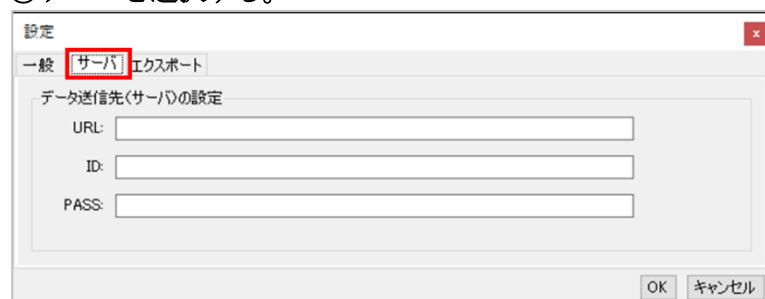 設定
x
一般 サーバ エクスポート
データ送信先(サーバ)の設定
URL:
ID:
PASS:
OK キャンセル